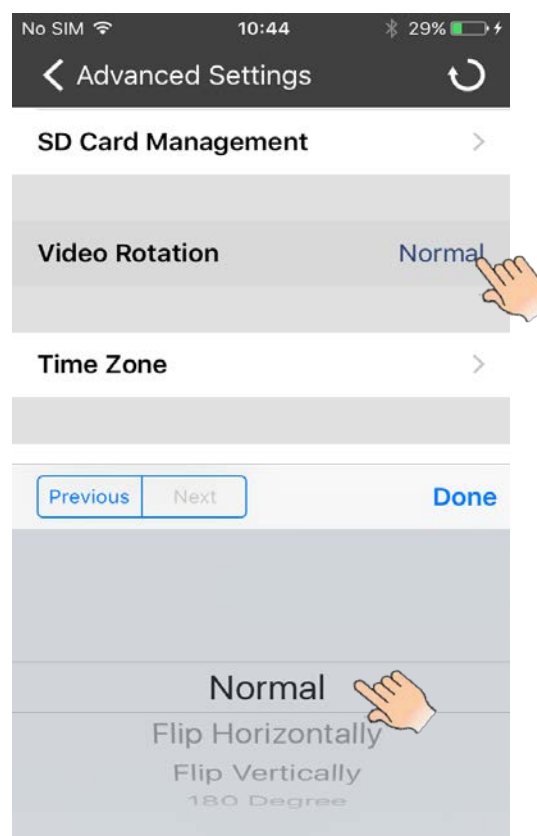 No SIM 10:44 29%
Advanced Settings
SD Card Management
Video Rotation Normal
Time Zone
Previous Next Done
Normal
Flip Horizontally
Flip Vertically
180 Degree